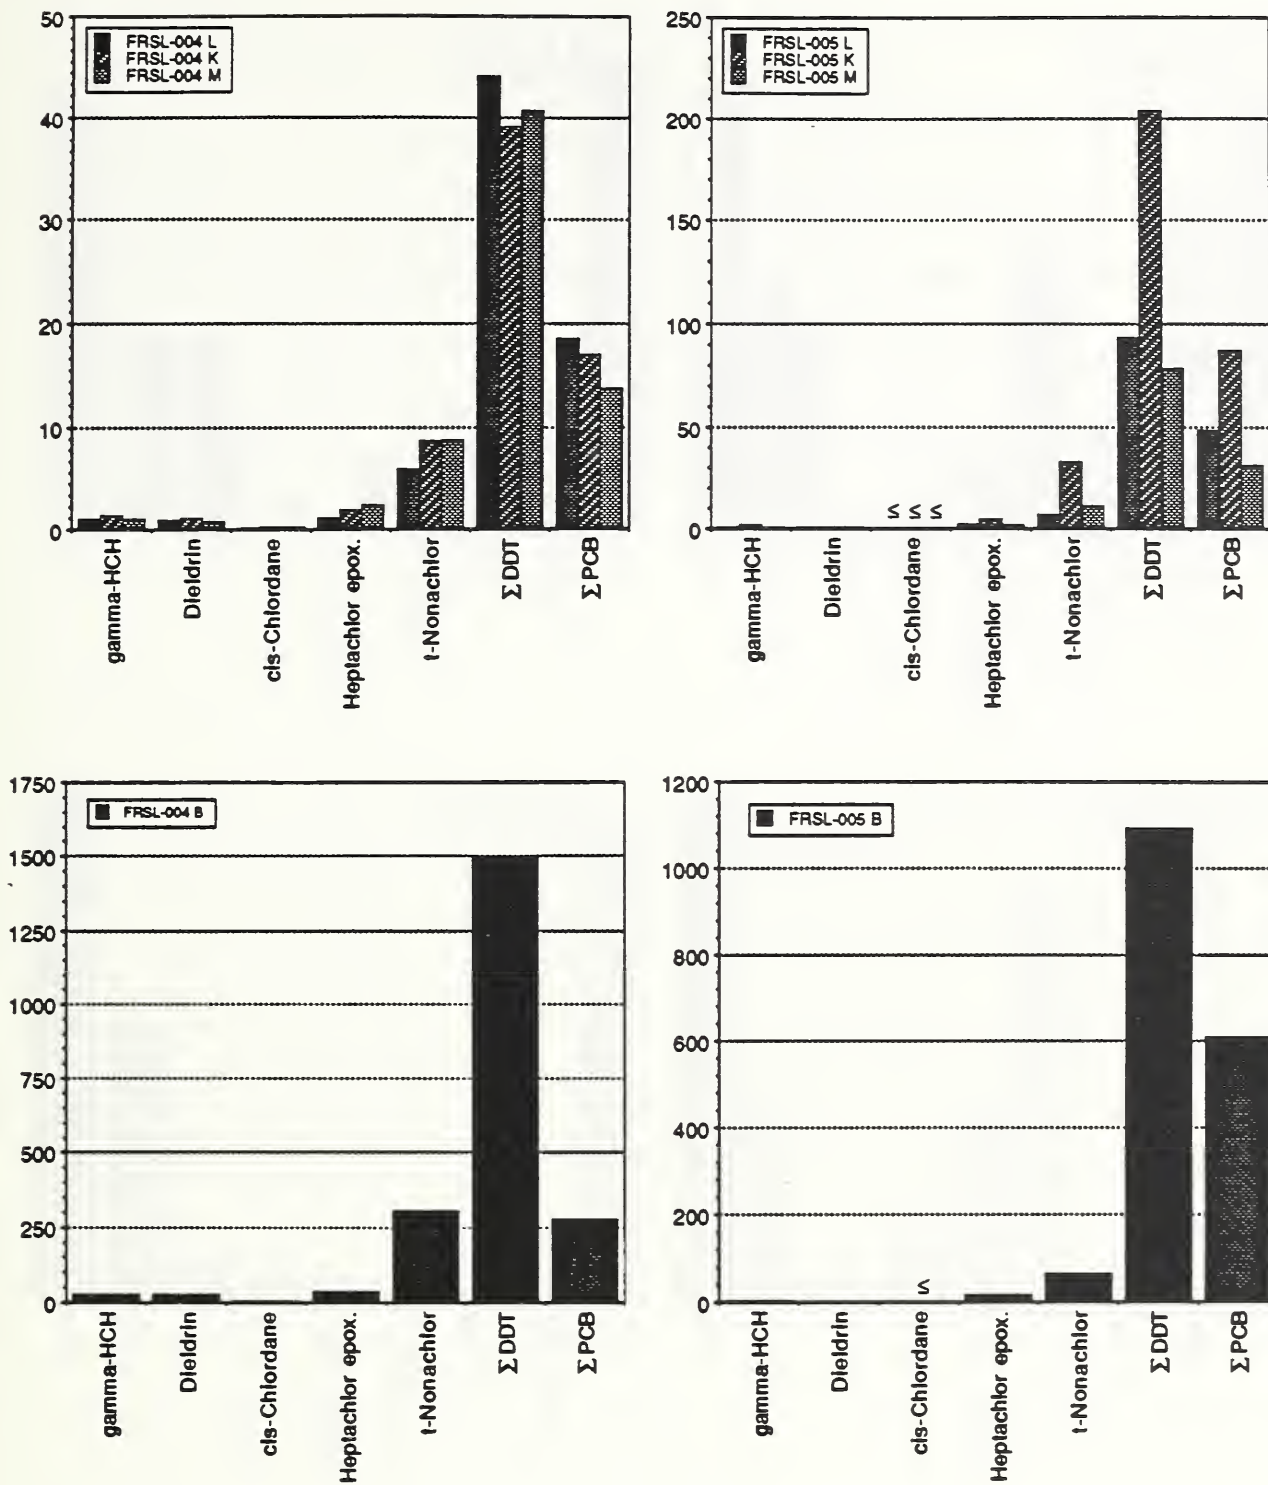 50
40
30
20
10
0
FRSL-004 L
FRSL-004 K
FRSL-004 M
gamma-HCH
Dieldrin
cis-Chlordane
Heptachlor epox.
t-Nonachlor
Σ DDT
Σ PCB
250
200
150
100
50
0
FRSL-005 L
FRSL-005 K
FRSL-005 M
≤ ≤ ≤
gamma-HCH
Dieldrin
cis-Chlordane
Heptachlor epox.
t-Nonachlor
Σ DDT
Σ PCB
1750
1500
1250
1000
750
500
250
0
FRSL-004 B
gamma-HCH
Dieldrin
cis-Chlordane
Heptachlor epox.
t-Nonachlor
Σ DDT
Σ PCB
1200
1000
800
600
400
200
0
FRSL-005 B
≤
gamma-HCH
Dieldrin
cis-Chlordane
Heptachlor epox.
t-Nonachlor
Σ DDT
Σ PCB